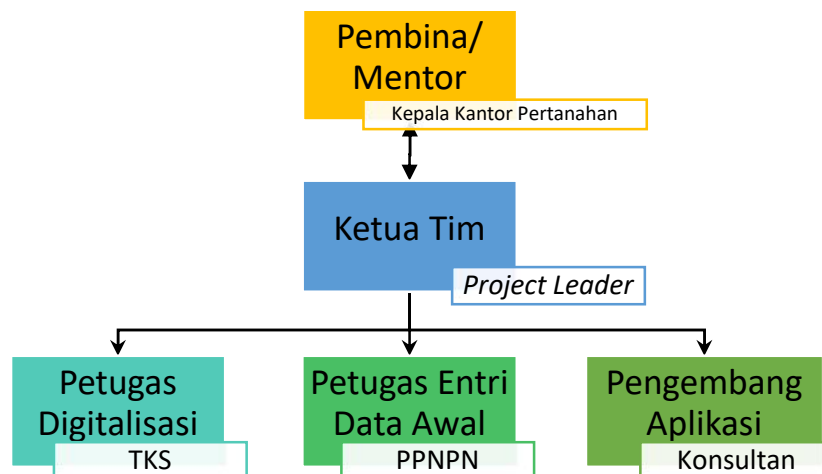 Pembina/
Mentor
Kepala Kantor Pertanahan
Ketua Tim
Project Leader
Petugas
Digitalisasi
TKS
Petugas Entri
Data Awal
PPNPN
Pengembang
Aplikasi
Konsultan